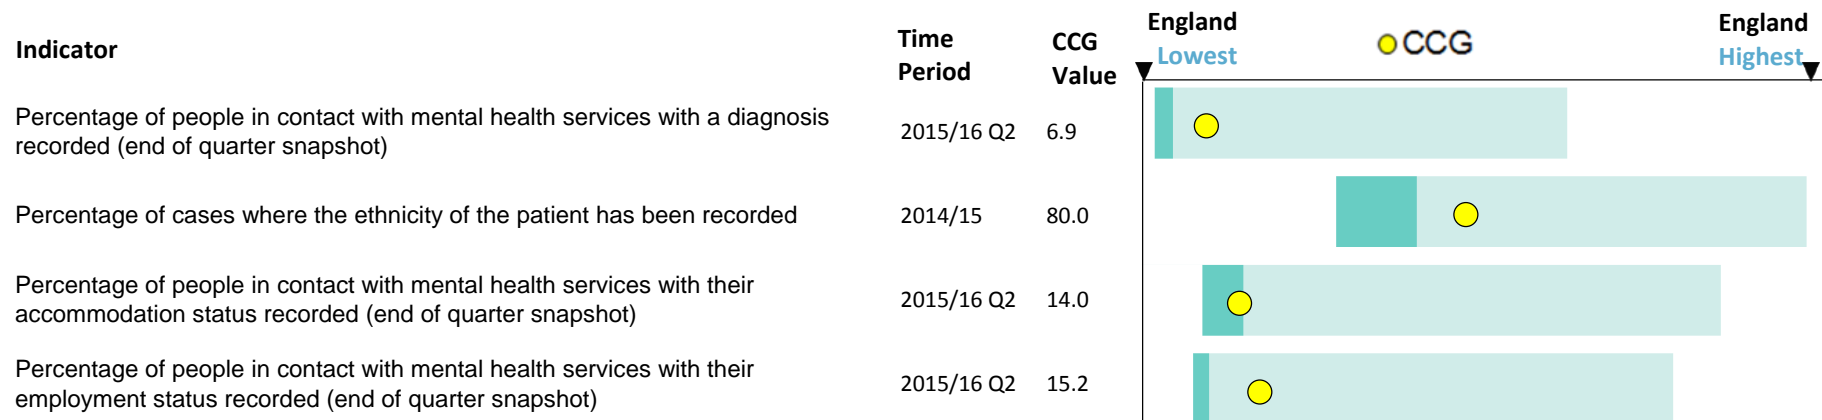 Indicator
Time Period
CCG Value
England Lowest
CCG
England Highest
Percentage of people in contact with mental health services with a diagnosis
recorded (end of quarter snapshot)
2015/16 Q2 6.9
Percentage of cases where the ethnicity of the patient has been recorded
2014/15 80.0
Percentage of people in contact with mental health services with their
accommodation status recorded (end of quarter snapshot)
2015/16 Q2 14.0
Percentage of people in contact with mental health services with their
employment status recorded (end of quarter snapshot)
2015/16 Q2 15.2